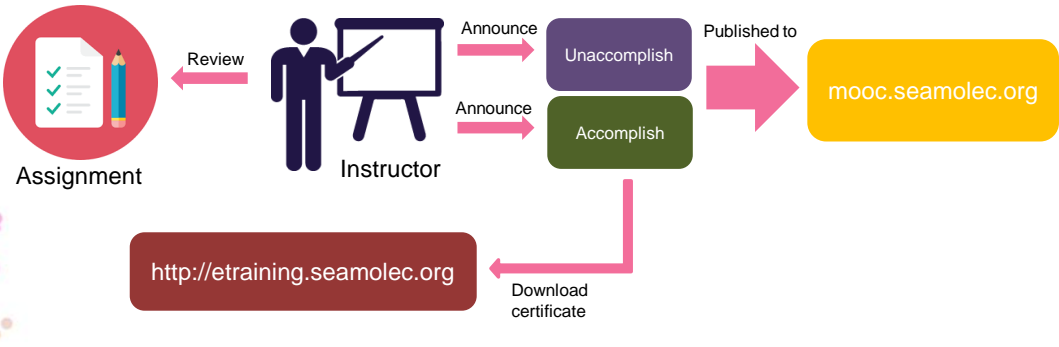 Review
Assignment
Instructor
Announce
Announce
Unaccomplish
Accomplish
Published to
mooc.seamolec.org
http://etraining.seamolec.org
Download
certificate